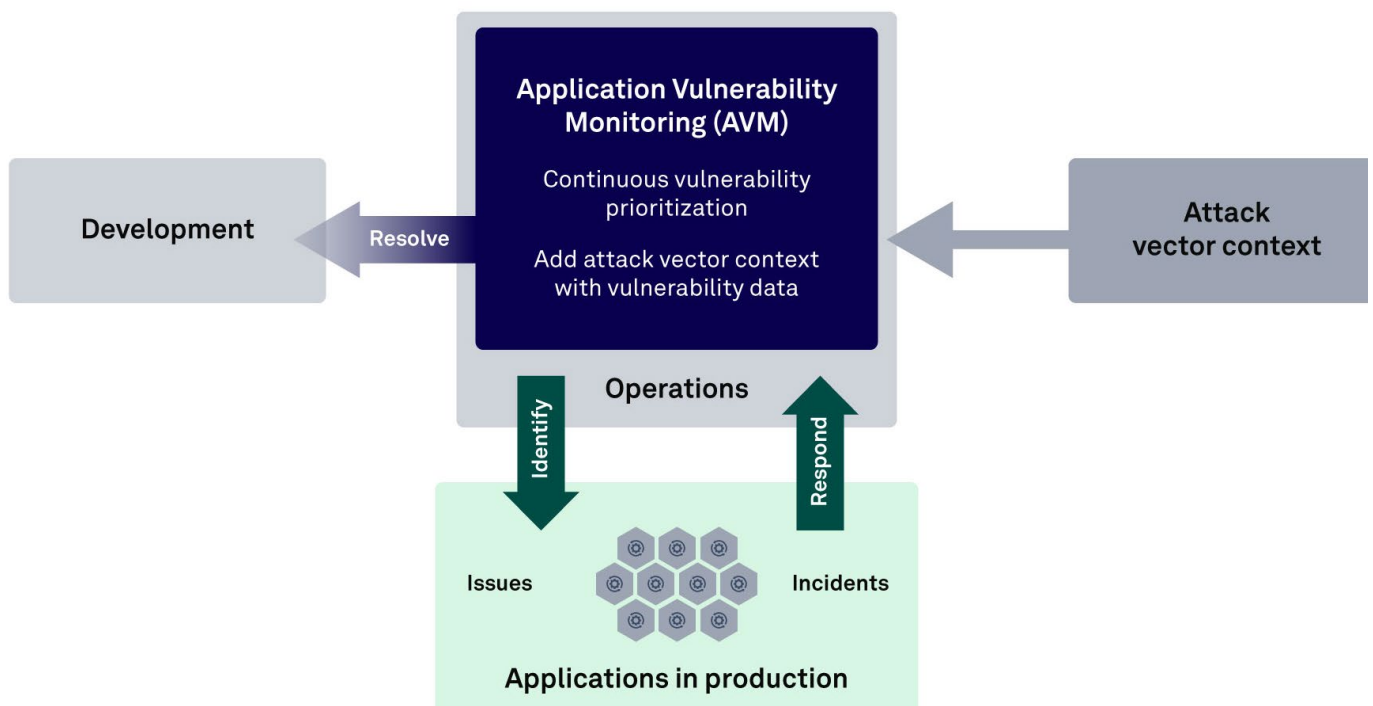 Application Vulnerability
Monitoring (AVM)
Continuous vulnerability
prioritization
Add attack vector context
with vulnerability data
Development
Resolve
Attack
vector context
Operations
Identify
Respond
Issues
Incidents
Applications in production